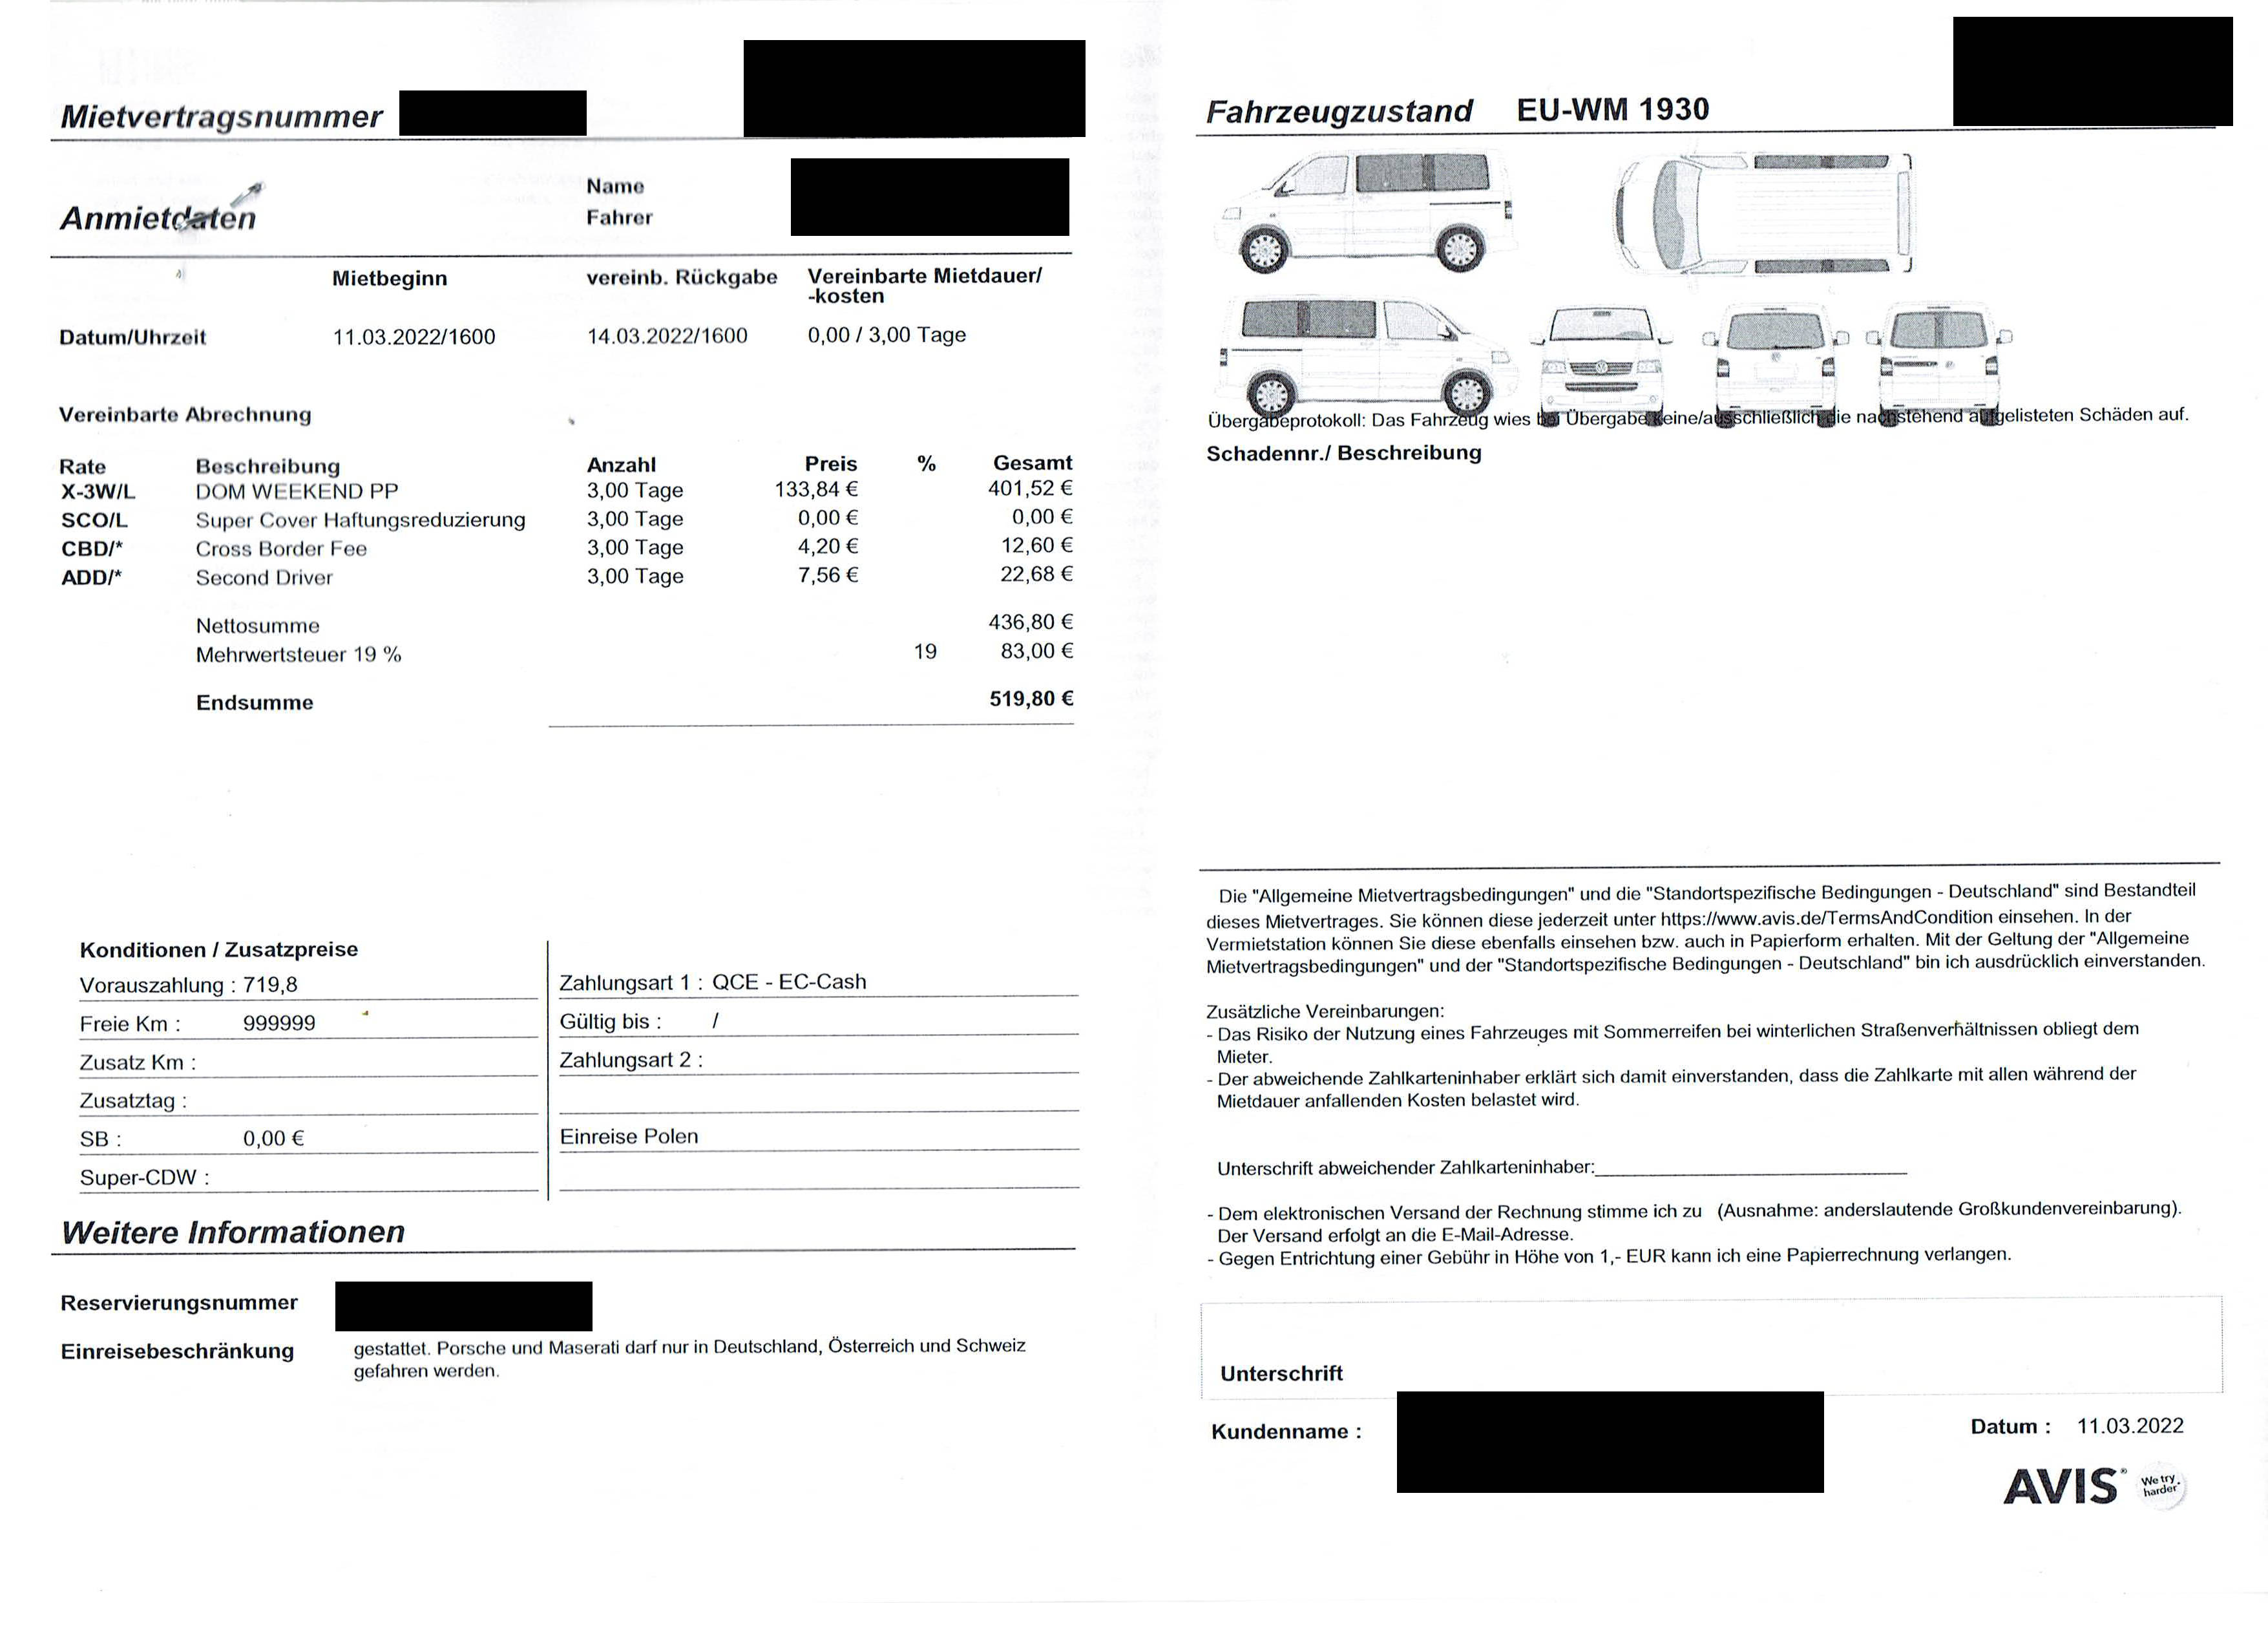 Mietvertragsnummer
Anmietdaten
Name
Fahrer
Mietbeginn vereinb. Rückgabe Vereinbarte Mietdauer/
-kosten
Datum/Uhrzeit 11.03.2022/1600 14.03.2022/1600 0,00 / 3,00 Tage
Vereinbarte Abrechnung
Rate Beschreibung Anzahl Preis % Gesamt
X-3W/L DOM WEEKEND PP 3,00 Tage 133,84 € 401,52 €
SCO/L Super Cover Haftungsreduzierung 3,00 Tage 0,00 € 0,00 €
CBD/* Cross Border Fee 3,00 Tage 4,20 € 12,60 €
ADD/* Second Driver 3,00 Tage 7,56 € 22,68 €
Nettosumme 436,80 €
Mehrwertsteuer 19 % 19 83,00 €
Endsumme 519,80 €
Konditionen / Zusatzpreise
Vorauszahlung : 719,8
Freie Km : 999999
Zusatz Km :
Zusatztag :
SB : 0,00 €
Super-CDW :
Zahlungsart 1 : QCE - EC-Cash
Gültig bis : /
Zahlungsart 2 :
Einreise Polen
Weitere Informationen
Reservierungsnummer
Einreisebeschränkung gestattet. Porsche und Maserati darf nur in Deutschland, Österreich und Schweiz
gefahren werden.
Fahrzeugzustand EU-WM 1930
Übergabeprotokoll: Das Fahrzeug wies bei Übergabe keine/ausschließlich die nachstehend aufgelisteten Schäden auf.
Schadennr./ Beschreibung
Die "Allgemeine Mietvertragsbedingungen" und die "Standortspezifische Bedingungen - Deutschland" sind Bestandteil
dieses Mietvertrages. Sie können diese jederzeit unter https://www.avis.de/TermsAndCondition einsehen. In der
Vermietstation können Sie diese ebenfalls einsehen bzw. auch in Papierform erhalten. Mit der Geltung der "Allgemeine
Mietvertragsbedingungen" und der "Standortspezifische Bedingungen - Deutschland" bin ich ausdrücklich einverstanden.
Zusätzliche Vereinbarungen:
- Das Risiko der Nutzung eines Fahrzeuges mit Sommerreifen bei winterlichen Straßenverhältnissen obliegt dem
Mieter.
- Der abweichende Zahlkarteninhaber erklärt sich damit einverstanden, dass die Zahlkarte mit allen während der
Mietdauer anfallenden Kosten belastet wird.
Unterschrift abweichender Zahlkarteninhaber:
- Dem elektronischen Versand der Rechnung stimme ich zu (Ausnahme: anderslautende Großkundenvereinbarung).
Der Versand erfolgt an die E-Mail-Adresse.
- Gegen Entrichtung einer Gebühr in Höhe von 1,- EUR kann ich eine Papierrechnung verlangen.
Unterschrift
Kundenname :
Datum : 11.03.2022
AVIS®
We try
harder.